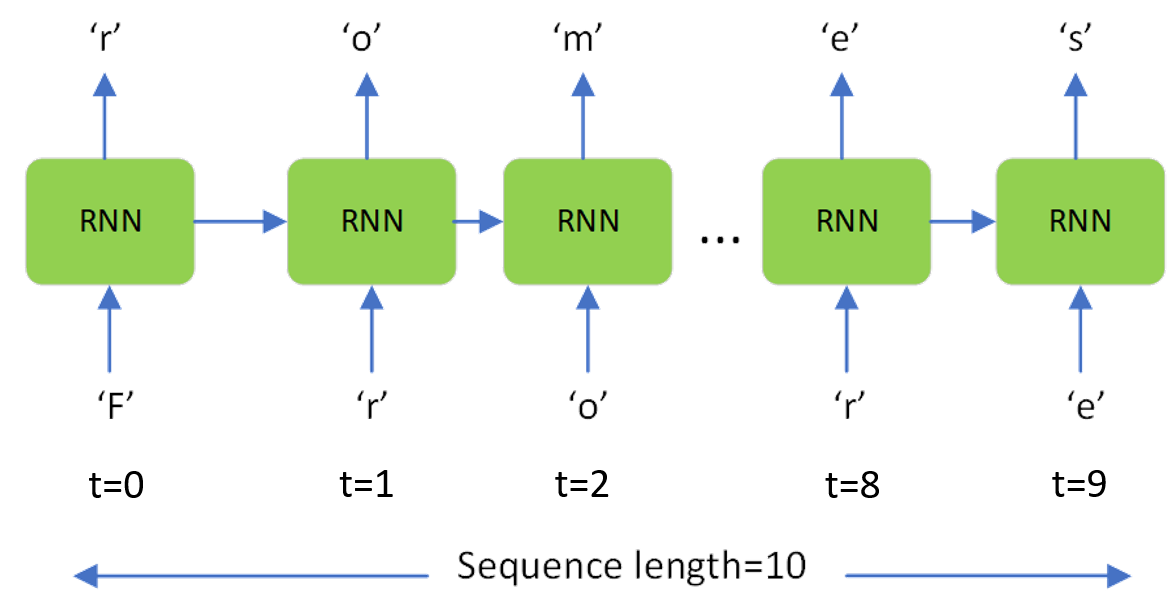 ‘r’ ‘o’ ‘m’ ‘e’ ‘s’
RNN RNN RNN ... RNN RNN
‘F’ ‘r’ ‘o’ ‘r’ ‘e’
t=0 t=1 t=2 t=8 t=9
Sequence length=10